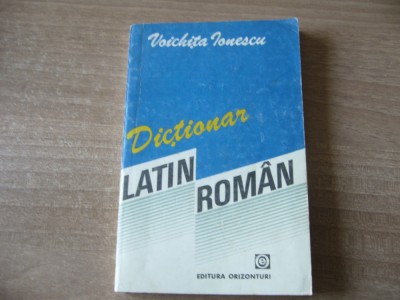 Voichița Ionescu
Dicționar
LATIN
ROMÂN
EDITURA ORIZONTURI